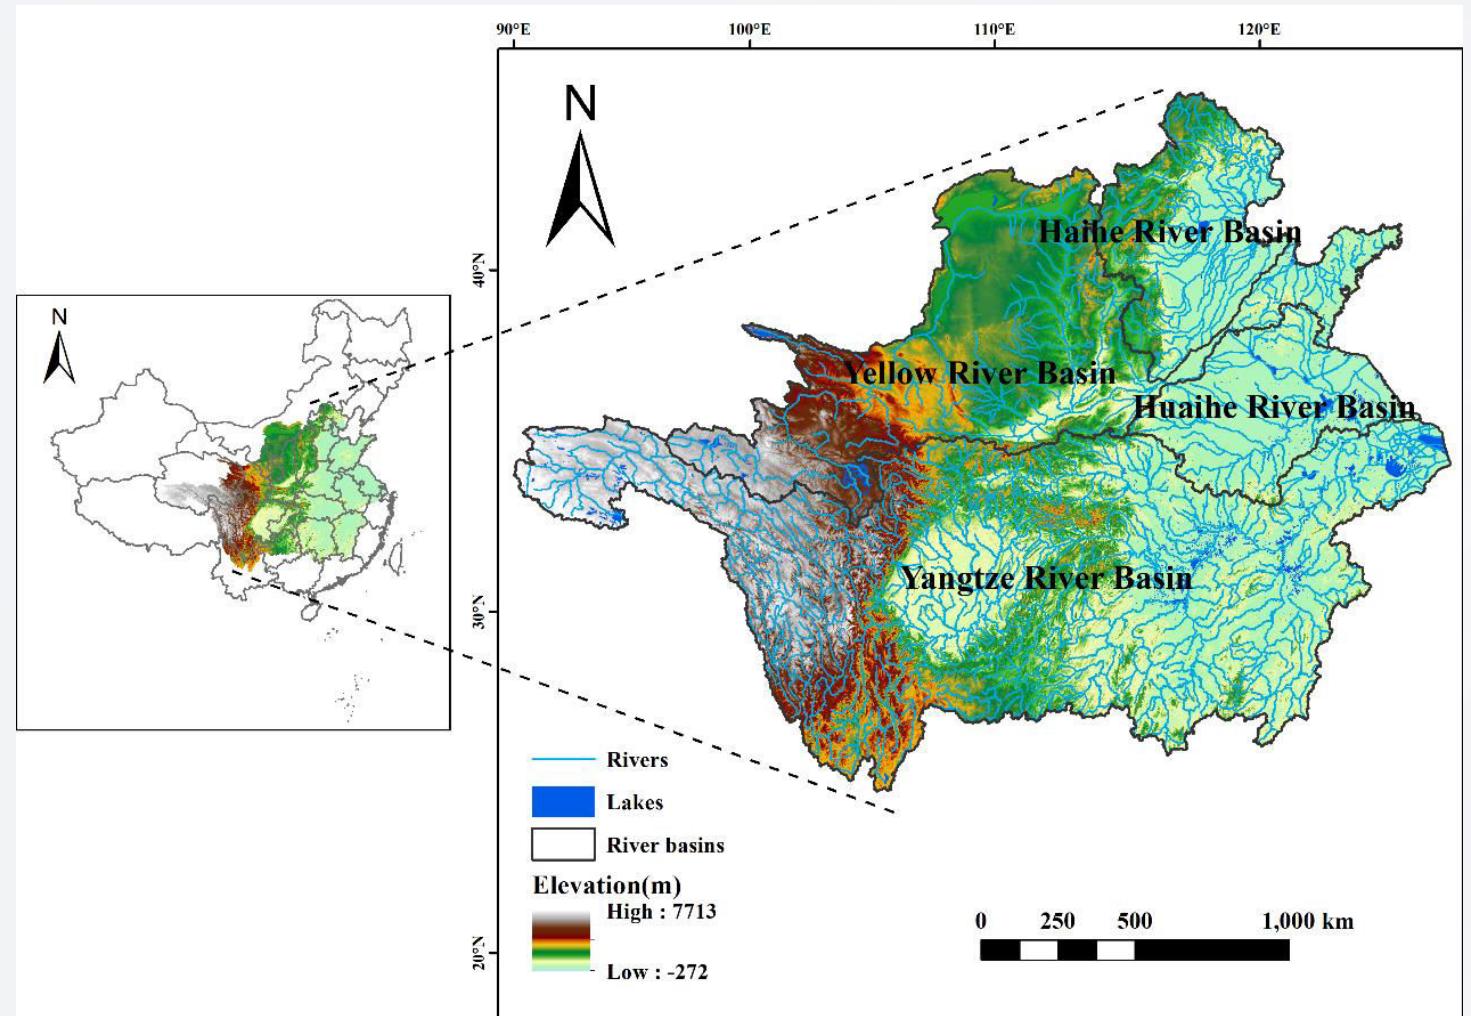 90°E
100°E
110°E
120°E
N
Haihe River Basin
40°N
N
Yellow River Basin
Huaihe River Basin
Yangtze River Basin
30°N
Rivers
Lakes
River basins
Elevation(m)
High : 7713
Low : -272
0
250
500
1,000 km
20°N